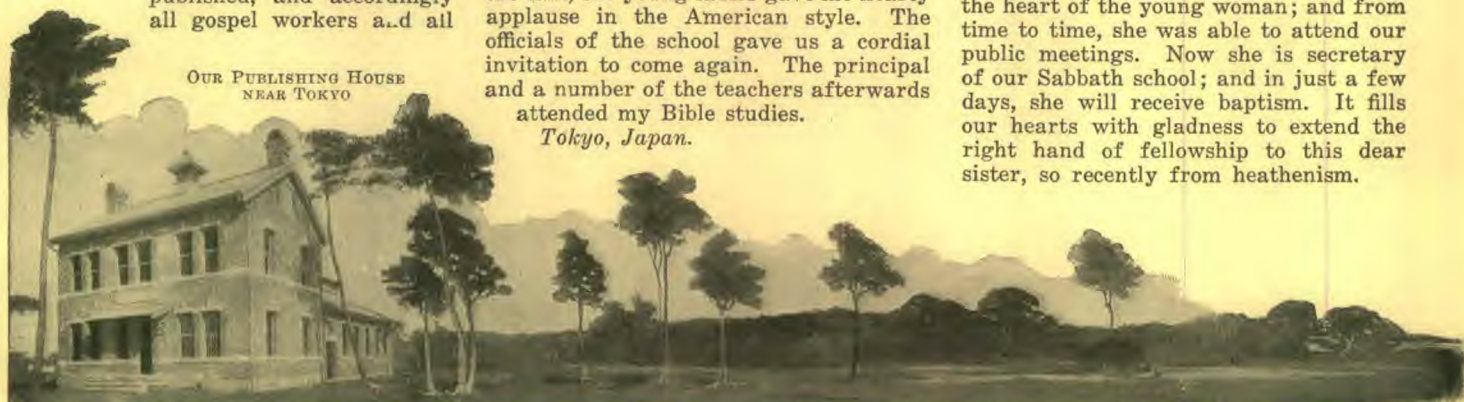 all gospel workers a..d all
OUR PUBLISHING HOUSE
NEAR TOKYO
applause in the American style. The
officials of the school gave us a cordial
invitation to come again. The principal
and a number of the teachers afterwards
attended my Bible studies.
Tokyo, Japan.
the heart of the young woman; and from
time to time, she was able to attend our
public meetings. Now she is secretary
of our Sabbath school; and in just a few
days, she will receive baptism. It fills
our hearts with gladness to extend the
right hand of fellowship to this dear
sister, so recently from heathenism.